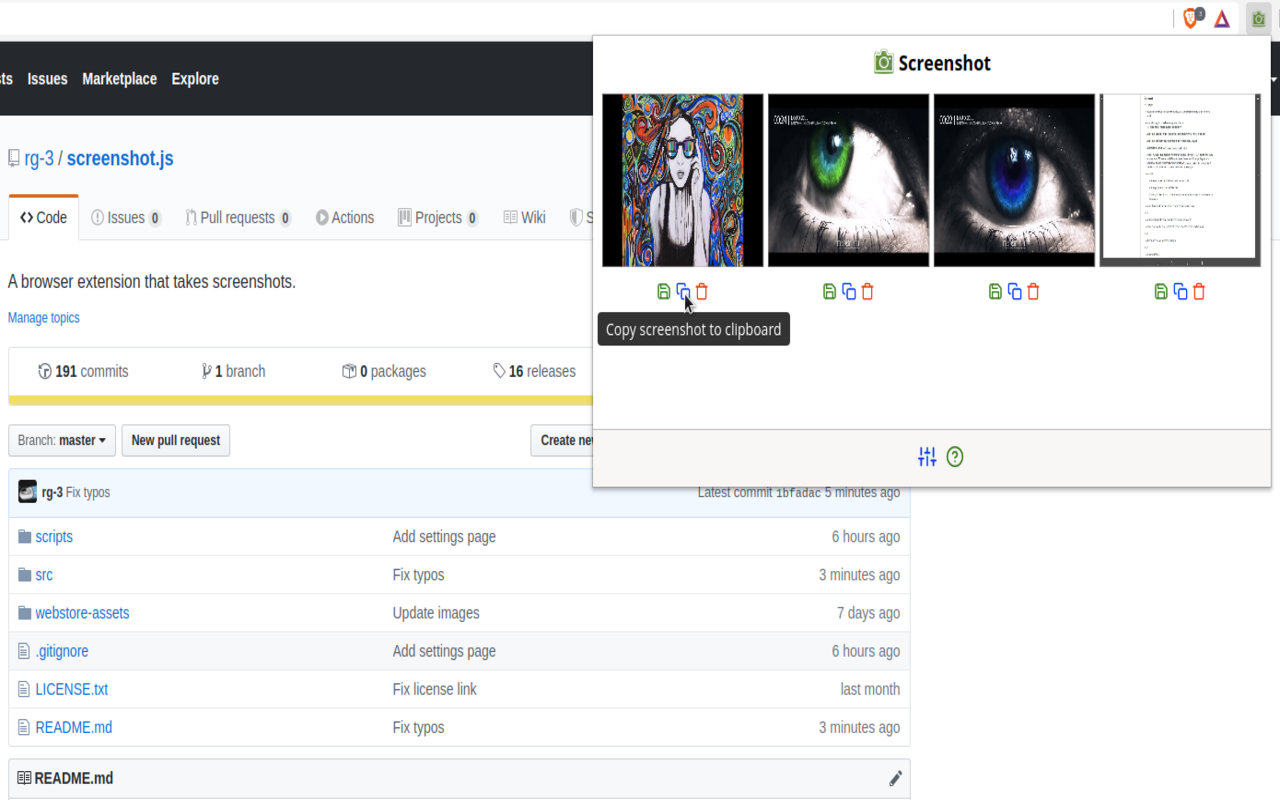 Screenshot
ts Issues Marketplace Explore
rg-3 / screenshot.js
Code Issues 0 Pull requests 0 Actions Projects 0 Wiki S
Copy screenshot to clipboard
A browser extension that takes screenshots.
Manage topics
191 commits 1 branch 0 packages 16 releases
Branch: master New pull request Create new
rg-3 Fix typos Latest commit 1bfadac 5 minutes ago
scripts Add settings page 6 hours ago
src Fix typos 3 minutes ago
webstore-assets Update images 7 days ago
.gitignore Add settings page 6 hours ago
LICENSE.txt Fix license link last month
README.md Fix typos 3 minutes ago
README.md